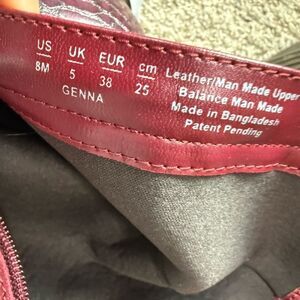 US UK EUR cm
8M 5 38 25
GENNA
Leather/Man Made Upper
Balance Man Made
Made in Bangladesh
Patent Pending